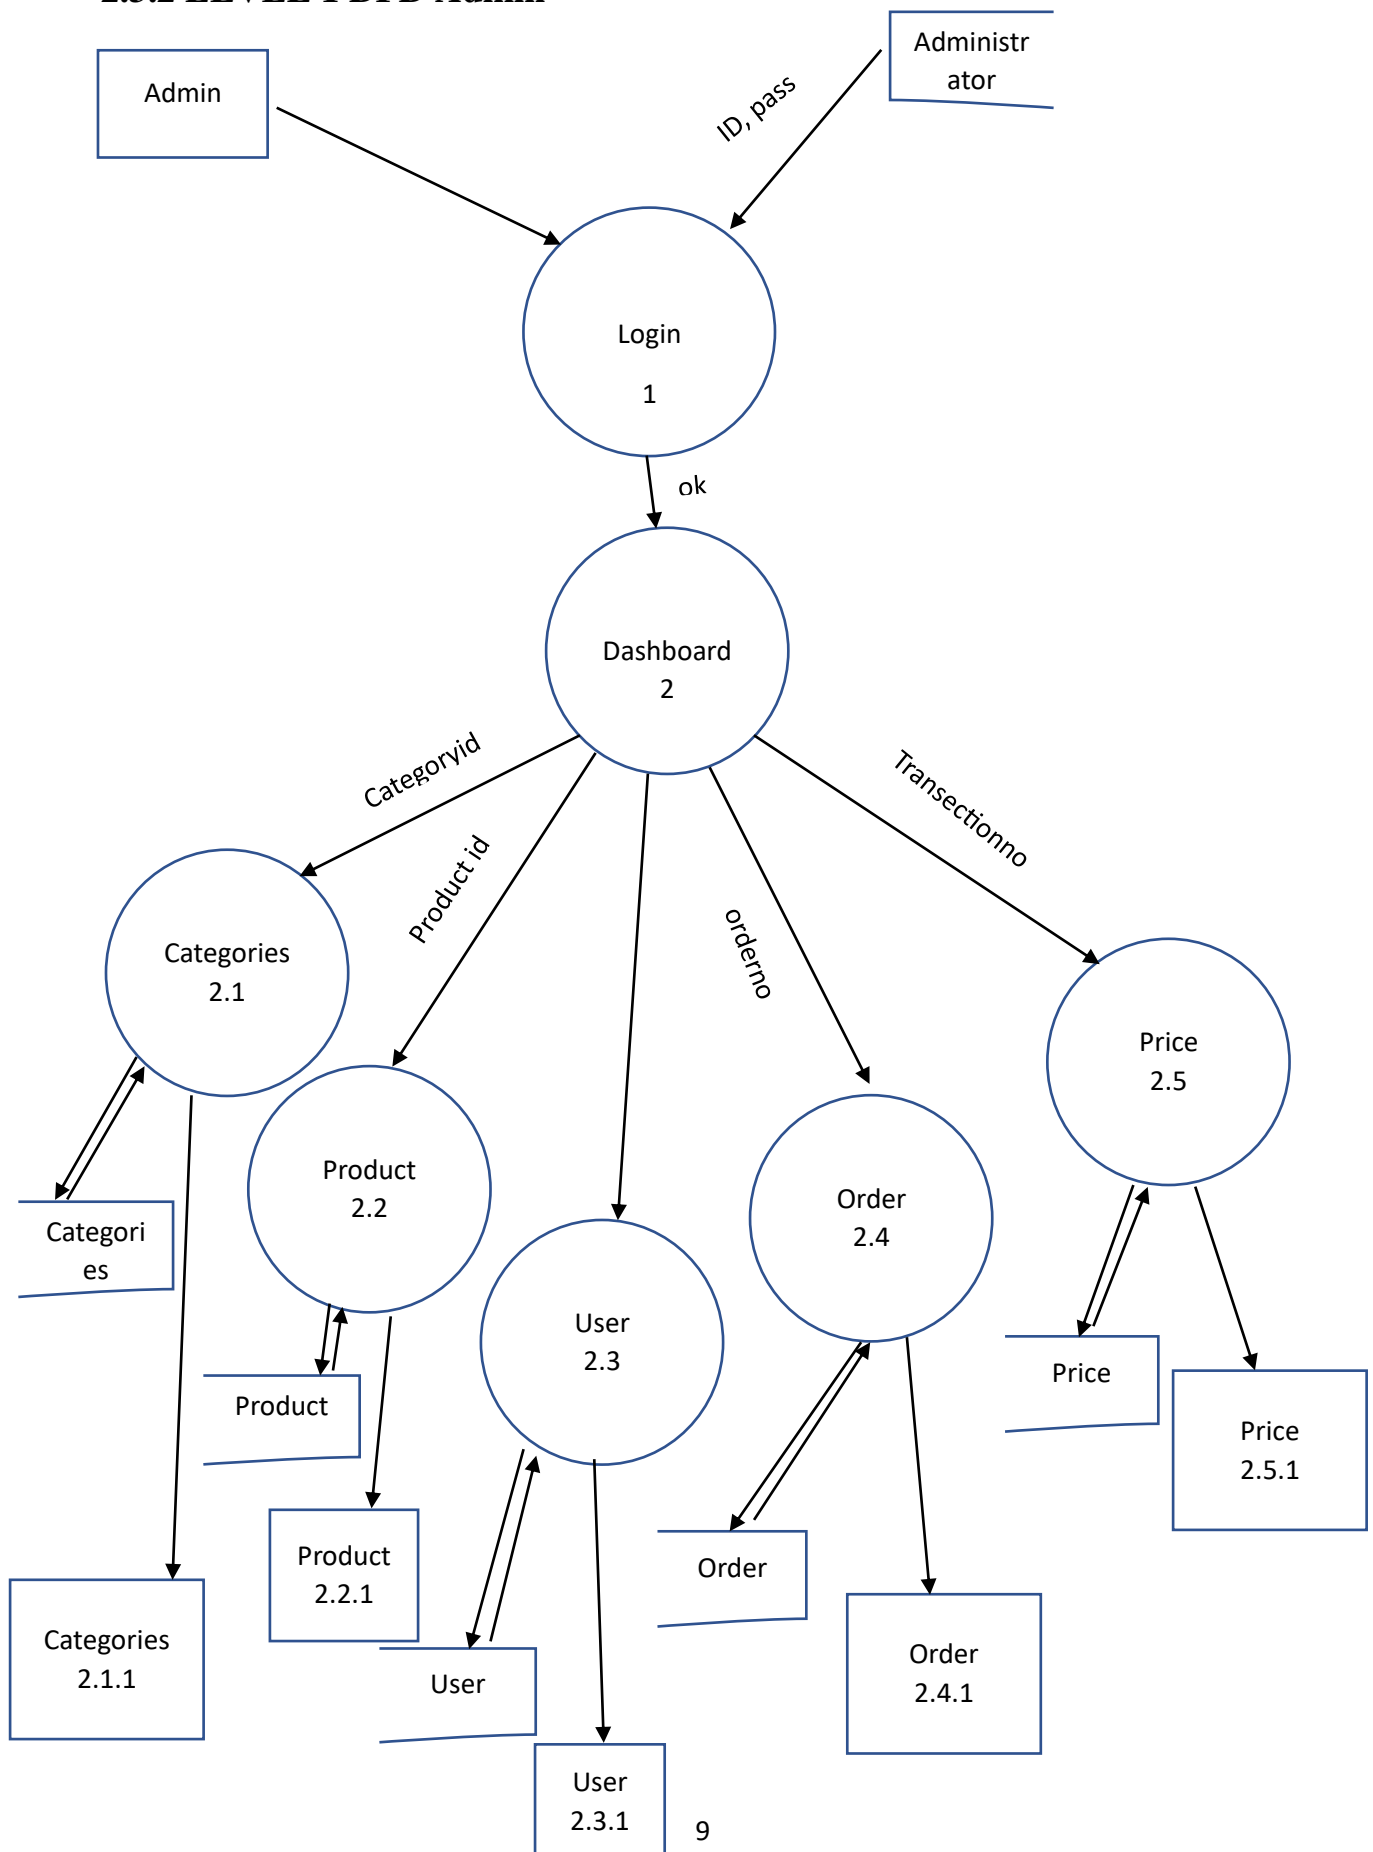 Admin
Administr
ator
ID, pass
Login
1
ok
Dashboard
2
Categoryid
Product id
orderno
Transectionno
Categories
2.1
Product
2.2
User
2.3
Order
2.4
Price
2.5
Categori
es
Product
User
Order
Price
Price
2.5.1
Product
2.2.1
Categories
2.1.1
Order
2.4.1
User
2.3.1
9